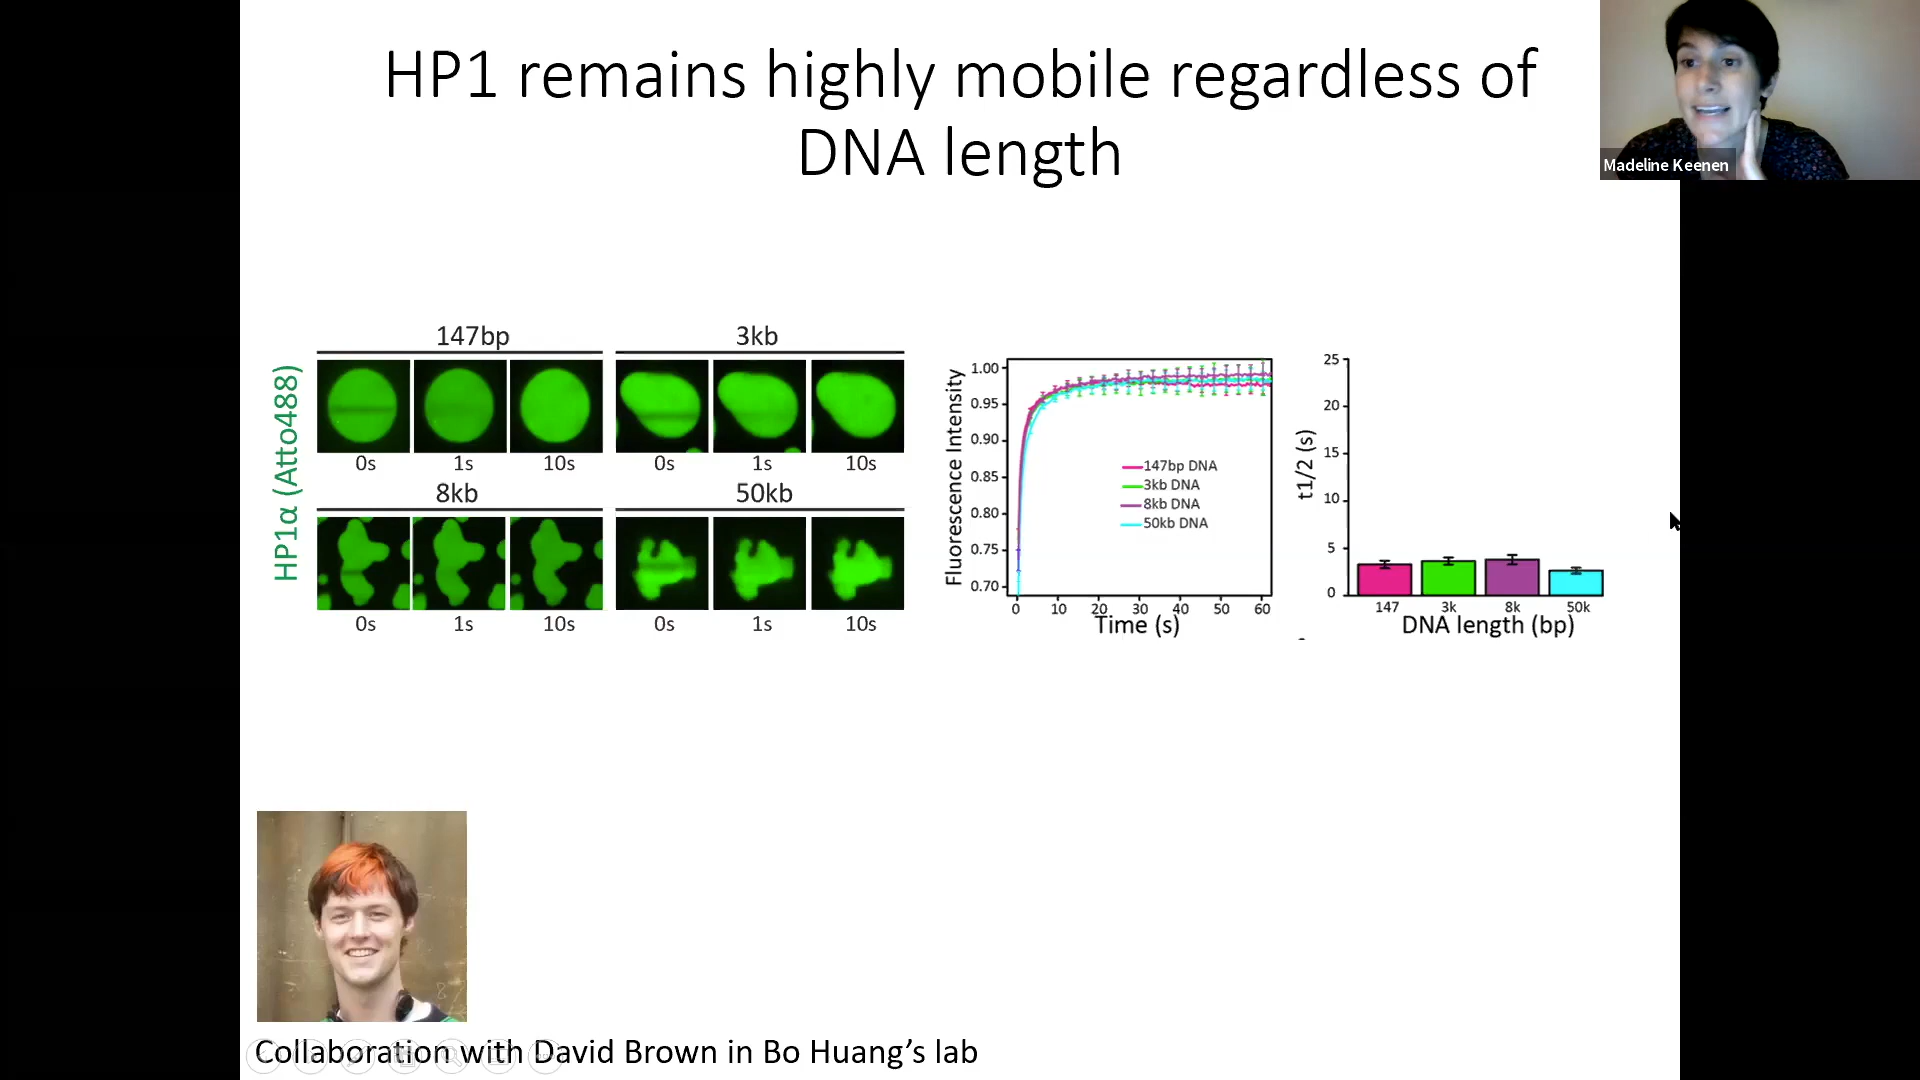 HP1 remains highly mobile regardless of
DNA length
Madeline Keenen
HP1α (Atto488)
147bp
0s 1s 10s
3kb
0s 1s 10s
8kb
0s 1s 10s
50kb
0s 1s 10s
Fluorescence Intensity
1.00
0.95
0.90
0.85
0.80
0.75
0.70
147bp DNA
3kb DNA
8kb DNA
50kb DNA
0 10 20 30 40 50 60
Time (s)
t1/2 (s)
25
20
15
10
5
0
147 3k 8k 50k
DNA length (bp)
Collaboration with David Brown in Bo Huang’s lab